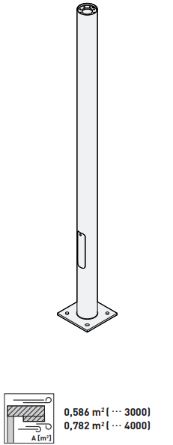 0,586 m² ( ··· 3000)
0,782 m² ( ··· 4000)
A [m²]